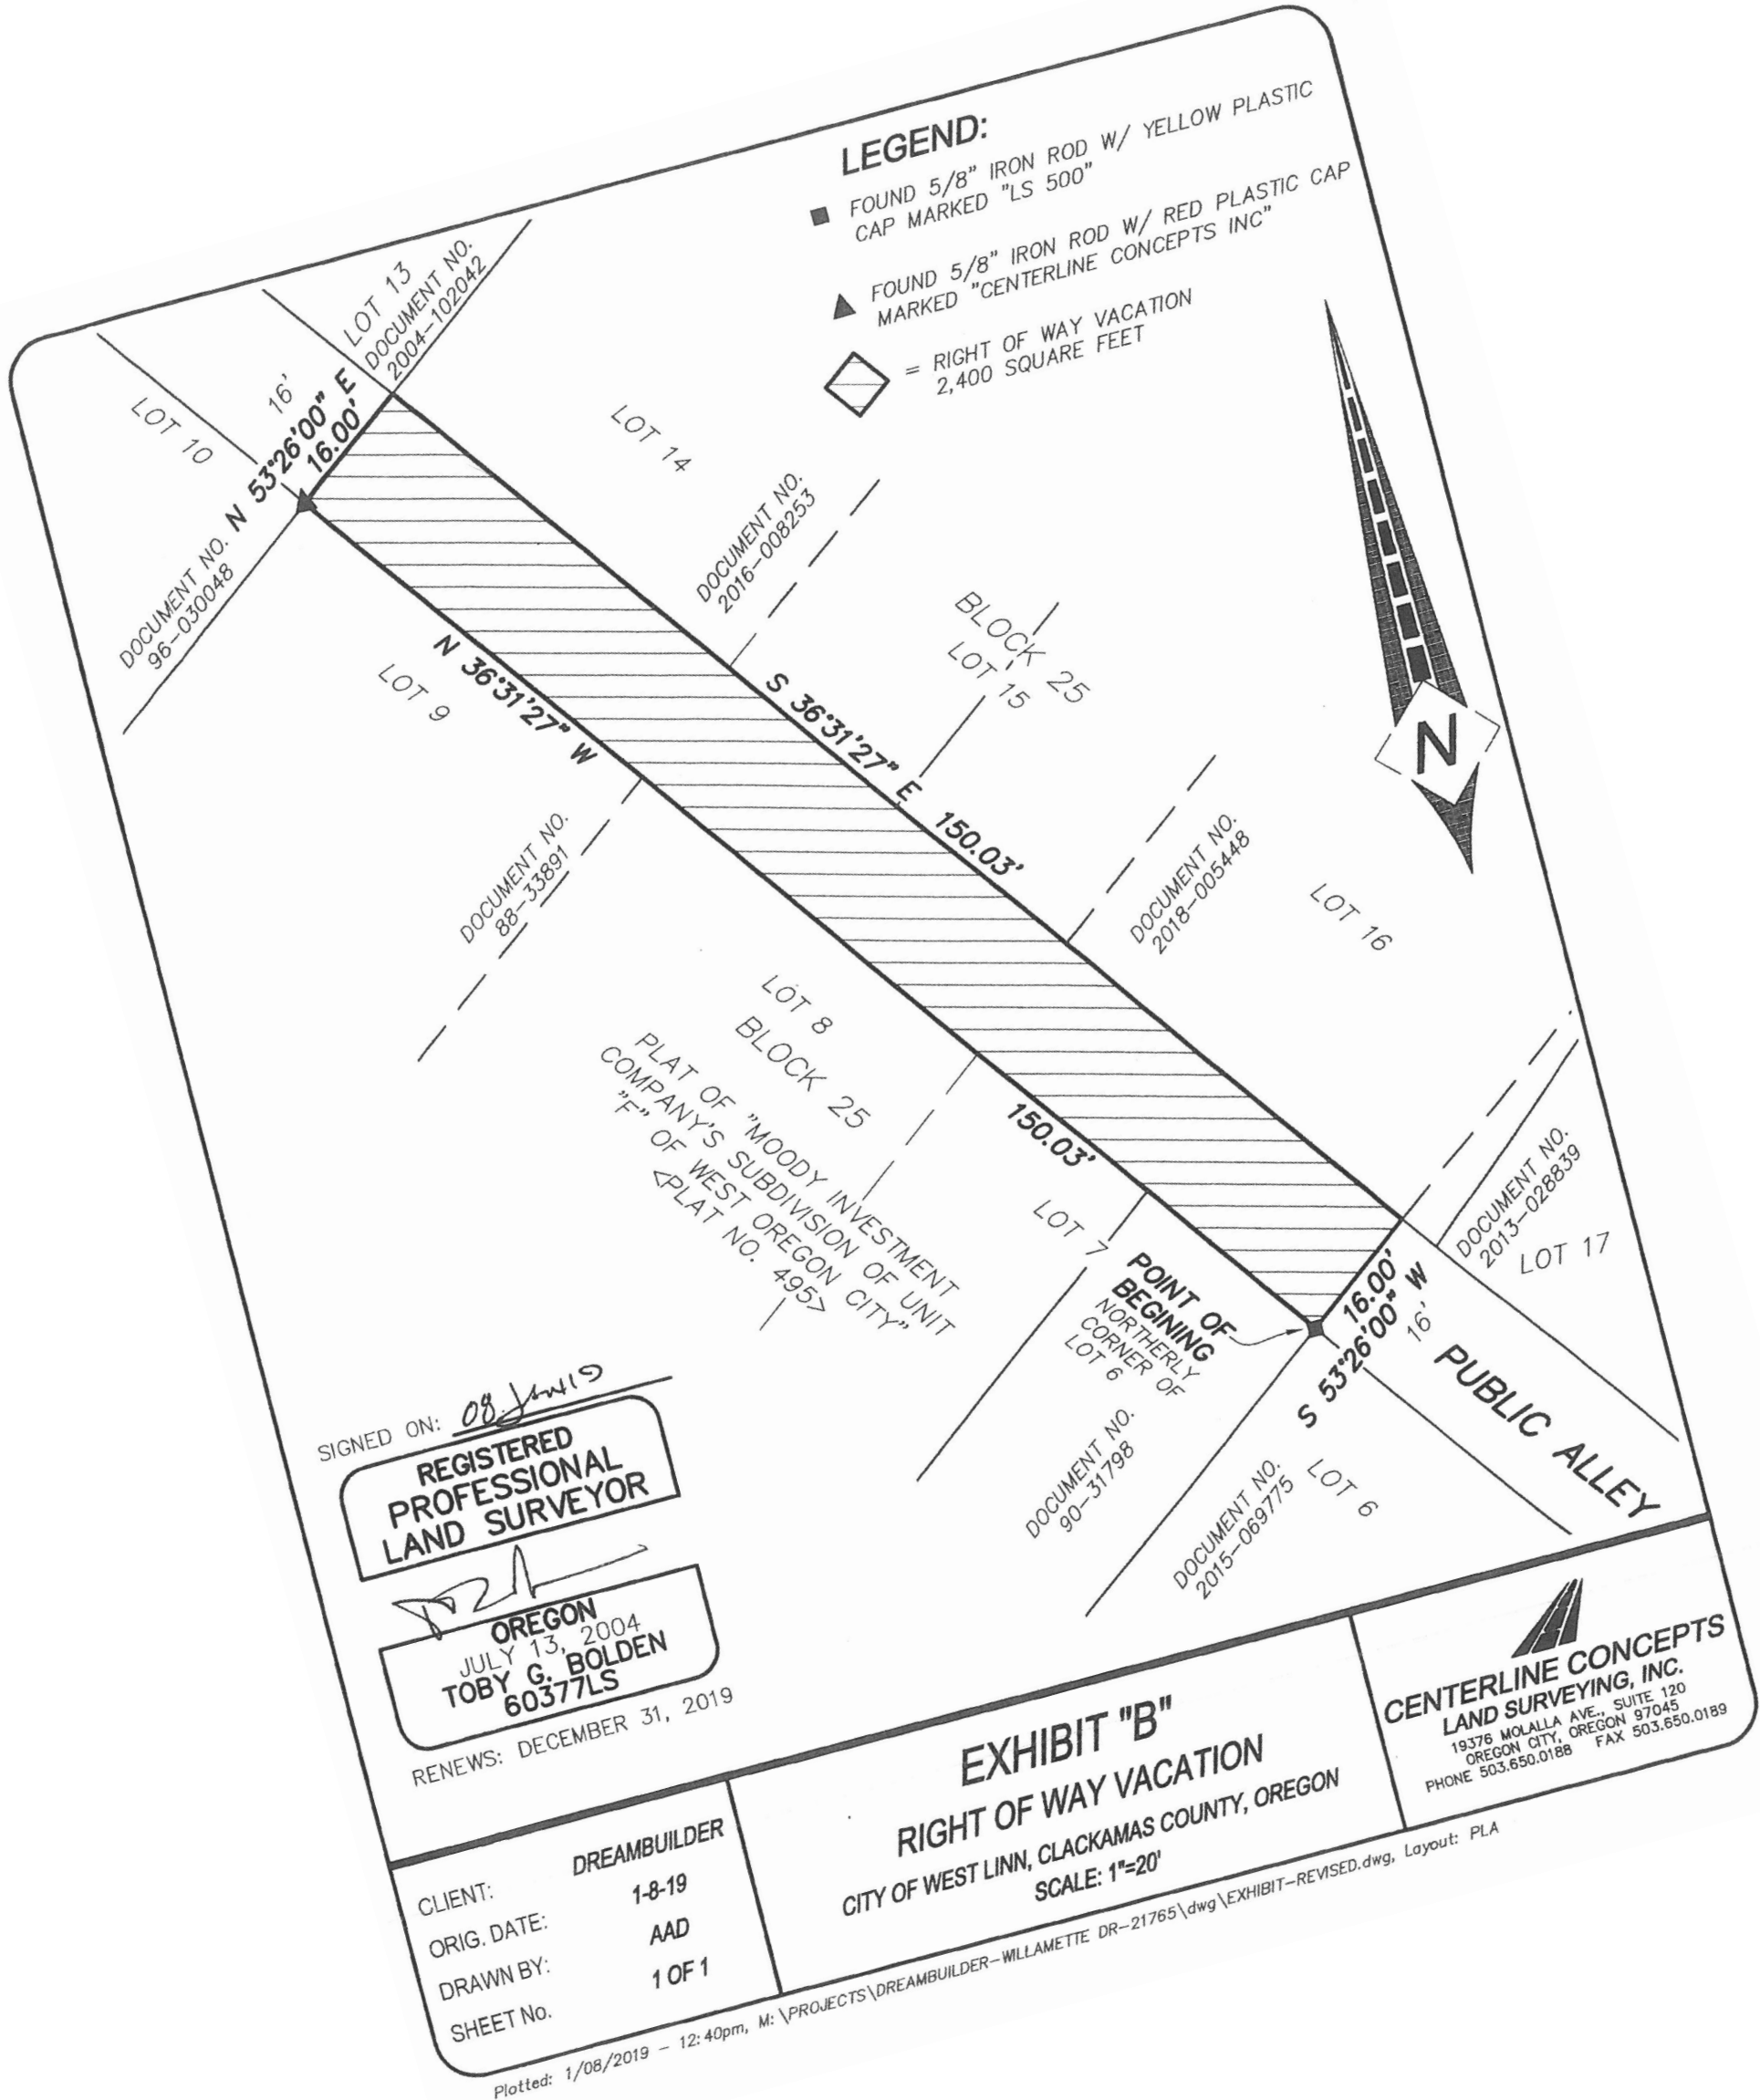 LEGEND:
FOUND 5/8" IRON ROD W/ YELLOW PLASTIC
CAP MARKED "LS 500"
FOUND 5/8" IRON ROD W/ RED PLASTIC CAP
MARKED "CENTERLINE CONCEPTS INC"
= RIGHT OF WAY VACATION
2,400 SQUARE FEET
LOT 13
DOCUMENT NO.
2004-102042
16'
LOT 10
N 53°26'00" E
16.00'
DOCUMENT NO.
96-030048
LOT 14
DOCUMENT NO.
2016-008253
BLOCK 25
LOT 15
N
LOT 9
N 36°31'27" W
S 36°31'27" E
150.03'
DOCUMENT NO.
88-33891
DOCUMENT NO.
2018-005448
LOT 16
LOT 8
BLOCK 25
PLAT OF "MOODY INVESTMENT
COMPANY'S SUBDIVISION OF UNIT
"F" OF WEST OREGON CITY"
<PLAT NO. 495>
150.03'
LOT 7
POINT OF
BEGINING
NORTHERLY
CORNER OF
LOT 6
DOCUMENT NO.
2013-028839
LOT 17
16.00'
S 53°26'00" W
16'
PUBLIC ALLEY
DOCUMENT NO.
90-31798
DOCUMENT NO.
2015-069775
LOT 6
SIGNED ON: 08 Jan 19
REGISTERED
PROFESSIONAL
LAND SURVEYOR
OREGON
JULY 13, 2004
TOBY G. BOLDEN
60377LS
RENEWS: DECEMBER 31, 2019
CLIENT: DREAMBUILDER
ORIG. DATE: 1-8-19
DRAWN BY: AAD
SHEET No. 1 OF 1
EXHIBIT "B"
RIGHT OF WAY VACATION
CITY OF WEST LINN, CLACKAMAS COUNTY, OREGON
SCALE: 1"=20'
CENTERLINE CONCEPTS
LAND SURVEYING, INC.
19376 MOLALLA AVE., SUITE 120
OREGON CITY, OREGON 97045
PHONE 503.650.0188 FAX 503.650.0189
Plotted: 1/08/2019 - 12:40pm, M:\PROJECTS\DREAMBUILDER-WILLAMETTE DR-21765\dwg\EXHIBIT-REVISED.dwg, Layout: PLA